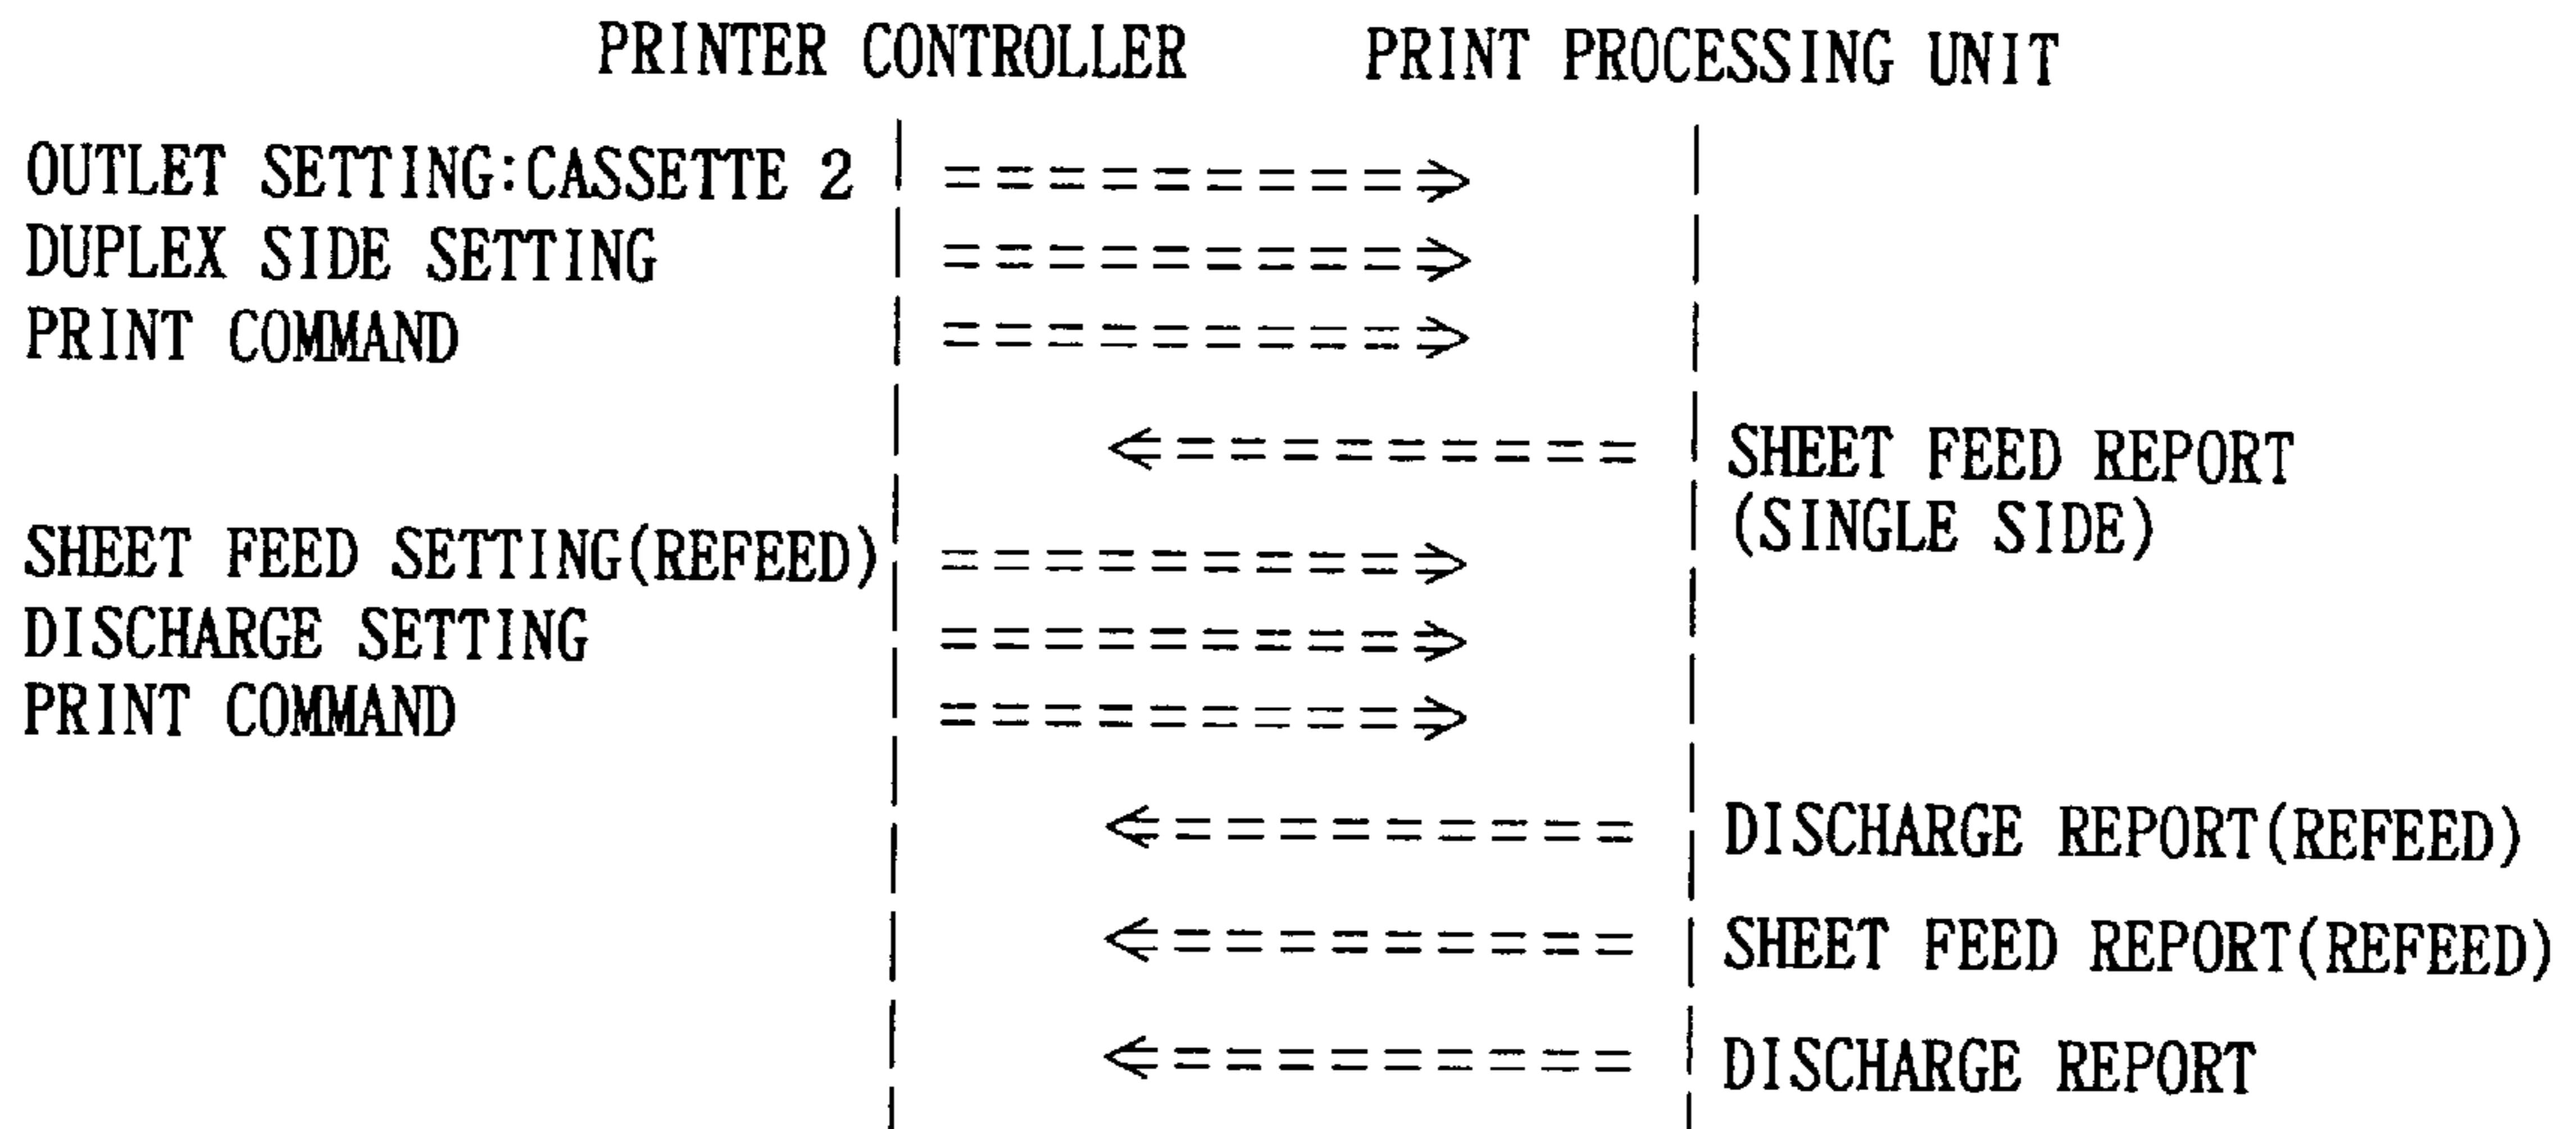 PRINTER CONTROLLER PRINT PROCESSING UNIT
OUTLET SETTING:CASSETTE 2
DUPLEX SIDE SETTING
PRINT COMMAND
SHEET FEED REPORT
(SINGLE SIDE)
SHEET FEED SETTING(REFEED)
DISCHARGE SETTING
PRINT COMMAND
DISCHARGE REPORT(REFEED)
SHEET FEED REPORT(REFEED)
DISCHARGE REPORT